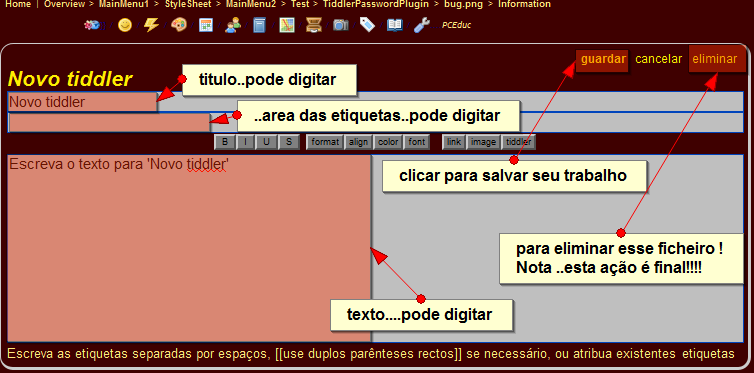 Home | Overview > MainMenu1 > StyleSheet > MainMenu2 > Test > TiddlerPasswordPlugin > bug.png > Information
PCEduc
guardar cancelar eliminar
Novo tiddler
titulo..pode digitar
Novo tiddler
..area das etiquetas..pode digitar
B I U S format align color font link image tiddler
Escreva o texto para 'Novo tiddler'
clicar para salvar seu trabalho
para eliminar esse ficheiro !
Nota ..esta ação é final!!!!
texto....pode digitar
Escreva as etiquetas separadas por espaços, [[use duplos parênteses rectos]] se necessário, ou atribua existentes etiquetas